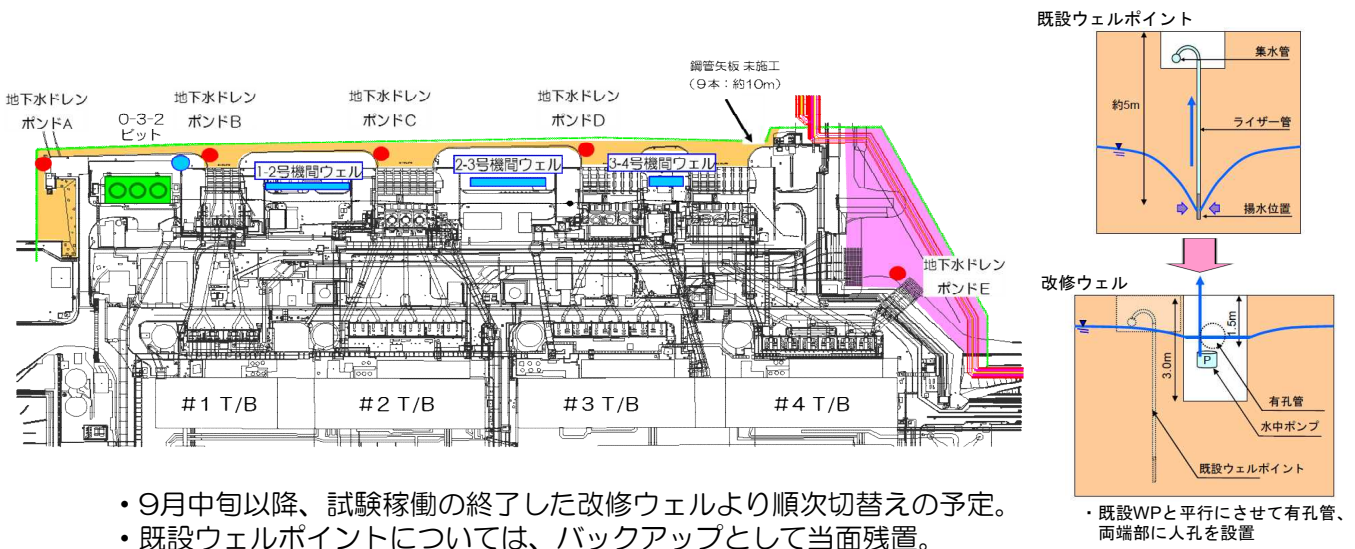 地下水ドレン
ポンドA
0-3-2
ピット
地下水ドレン
ポンドB
地下水ドレン
ポンドC
地下水ドレン
ポンドD
鋼管矢板 未施工
(9本：約10m)
1-2号機間ウェル
2-3号機間ウェル
3-4号機間ウェル
地下水ドレン
ポンドE
#1 T/B
#2 T/B
#3 T/B
#4 T/B
既設ウェルポイント
集水管
約5m
ライザー管
揚水位置
改修ウェル
1.5m
3.0m
P
有孔管
水中ポンプ
既設ウェルポイント
・既設WPと平行にさせて有孔管、
両端部に人孔を設置
・9月中旬以降、試験稼働の終了した改修ウェルより順次切替えの予定。
・既設ウェルポイントについては、バックアップとして当面残置。